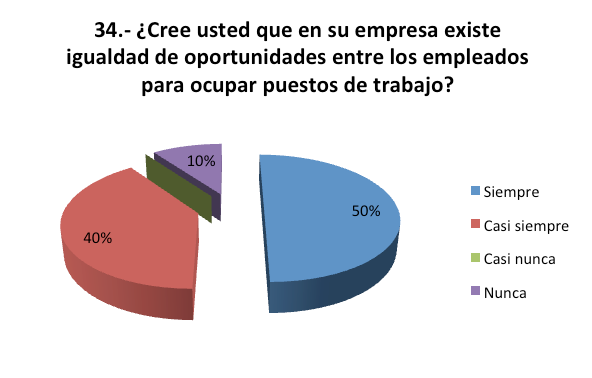 34.- ¿Cree usted que en su empresa existe
igualdad de oportunidades entre los empleados
para ocupar puestos de trabajo?
10%
50%
40%
Siempre
Casi siempre
Casi nunca
Nunca